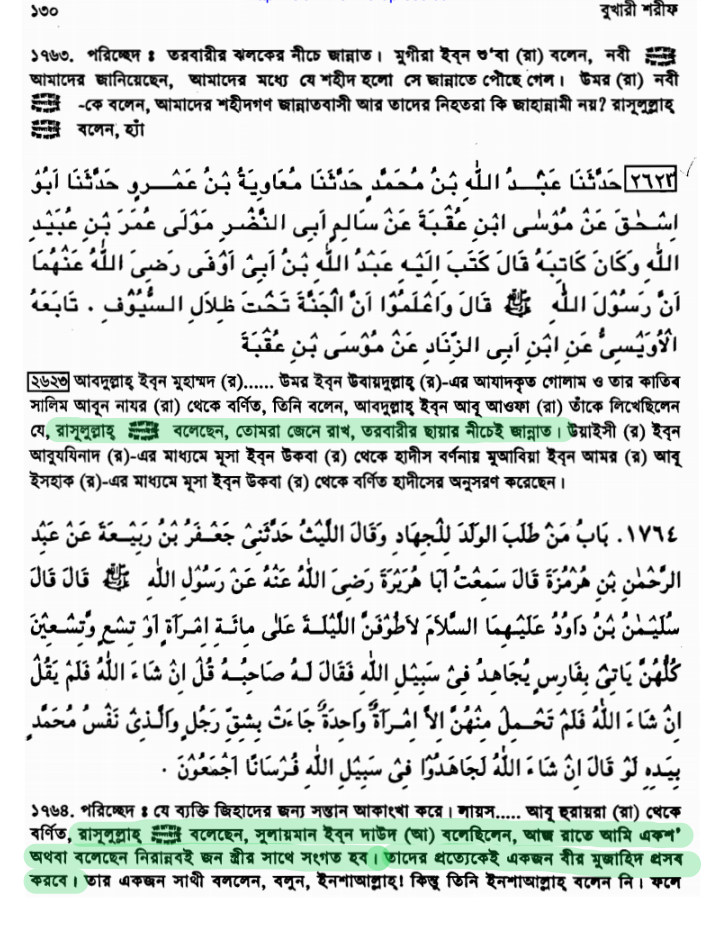 ১৩০ বুখারী শরীফ
১৭৬৩. পরিচ্ছেদ : তরবারীর ঝলকের নীচে জান্নাত। মুগীরা ইব্‌ন শু'বা (রা) বলেন, নবী ﷺ
আমাদের জানিয়েছেন, আমাদের মধ্যে যে শহীদ হলো সে জান্নাতে পৌছে গেল। উমর (রা) নবী
ﷺ -কে বলেন, আমাদের শহীদগণ জান্নাতবাসী আর তাদের নিহতরা কি জাহান্নামী নয়? রাসূলুল্লাহ্
ﷺ বলেন, হ্যাঁ
٢٦٢٣ حَدَّثَنَا عَبْدُ اللّٰهِ بْنُ مُحَمَّدٍ حَدَّثَنَا مُعَاوِيَةُ بْنُ عَمْرٍو حَدَّثَنَا اَبُوْ
اِسْحٰقَ عَنْ مُوْسٰى ابْنِ عُقْبَةَ عَنْ سَالِمٍ اَبِى النَّضْرِ مَوْلَى عُمَرَ بْنِ عُبَيْدِ
اللّٰهِ وَكَانَ كَاتِبَهُ قَالَ كَتَبَ اِلَيْهِ عَبْدُ اللّٰهِ بْنُ اَبِىْ اَوْفٰى رَضِىَ اللّٰهُ عَنْهُمَا
اَنَّ رَسُوْلَ اللّٰهِ ﷺ قَالَ وَاعْلَمُوْا اَنَّ الْجَنَّةَ تَحْتَ ظِلَالِ السُّيُوْفِ . تَابَعَهُ
الْاُوَيْسِىُّ عَنِ ابْنِ اَبِى الزِّنَادِ عَنْ مُوْسَى بْنِ عُقْبَةَ
২৬২৩ আবদুল্লাহ্ ইব্‌ন মুহাম্মদ (র)...... উমর ইব্‌ন উবায়দুল্লাহ্ (র)-এর আযাদকৃত গোলাম ও তার কাতিব
সালিম আবূন নাযর (রা) থেকে বর্ণিত, তিনি বলেন, আবদুল্লাহ্ ইব্‌ন আবূ আওফা (রা) তাঁকে লিখেছিলেন
যে, রাসূলুল্লাহ্ ﷺ বলেছেন, তোমরা জেনে রাখ, তরবারীর ছায়ার নীচেই জান্নাত। উয়াইসী (র) ইব্‌ন
আবুযযিনাদ (র)-এর মাধ্যমে মূসা ইব্‌ন উকবা (র) থেকে হাদীস বর্ণনায় মুআবিয়া ইব্‌ন আমর (র) আবূ
ইসহাক (র)-এর মাধ্যমে মূসা ইব্‌ন উকবা (র) থেকে বর্ণিত হাদীসের অনুসরণ করেছেন।
١٧٦٤. بَابُ مَنْ طَلَبَ الْوَلَدَ لِلْجِهَادِ وَقَالَ اللَّيْثُ حَدَّثَنِىْ جَعْفَرُ بْنُ رَبِيْعَةَ عَنْ عَبْدِ
الرَّحْمٰنِ بْنِ هُرْمُزَةَ قَالَ سَمِعْتُ اَبَا هُرَيْرَةَ رَضِىَ اللّٰهُ عَنْهُ عَنْ رَسُوْلِ اللّٰهِ ﷺ قَالَ قَالَ
سُلَيْمٰنُ بْنُ دَاوُدَ عَلَيْهِمَا السَّلَامَ لَاَطُوْفَنَّ اللَّيْلَةَ عَلٰى مِائَةِ اِمْرَاَةٍ اَوْ تِسْعٍ وَّتِسْعِيْنَ
كُلُّهُنَّ يَاْتِىْ بِفَارِسٍ يُجَاهِدُ فِىْ سَبِيْلِ اللّٰهِ فَقَالَ لَهُ صَاحِبُهُ قُلْ اِنْ شَاءَ اللّٰهُ فَلَمْ يَقُلْ
اِنْ شَاءَ اللّٰهُ فَلَمْ تَحْمِلْ مِنْهُنَّ اِلاَّ امْرَاَةٌ وَاحِدَةٌ جَاءَتْ بِشِقِّ رَجُلٍ وَالَّذِىْ نَفْسُ مُحَمَّدٍ
بِيَدِهِ لَوْ قَالَ اِنْ شَاءَ اللّٰهُ لَجَاهَدُوْا فِىْ سَبِيْلِ اللّٰهِ فُرْسَانًا اَجْمَعُوْنَ .
১৭৬৪. পরিচ্ছেদ : যে ব্যক্তি জিহাদের জন্য সন্তান আকাংখা করে। লায়স..... আবূ হুরায়রা (রা) থেকে
বর্ণিত, রাসূলুল্লাহ্ ﷺ বলেছেন, সুলায়মান ইব্‌ন দাউদ (আ) বলেছিলেন, আজ রাতে আমি একশ'
অথবা বলেছেন নিরান্নবই জন স্ত্রীর সাথে সংগত হব। তাদের প্রত্যেকেই একজন বীর মুজাহিদ প্রসব
করবে। তার একজন সাথী বললেন, বলুন, ইনশাআল্লাহ্! কিন্তু তিনি ইনশাআল্লাহ্ বলেন নি। ফলে